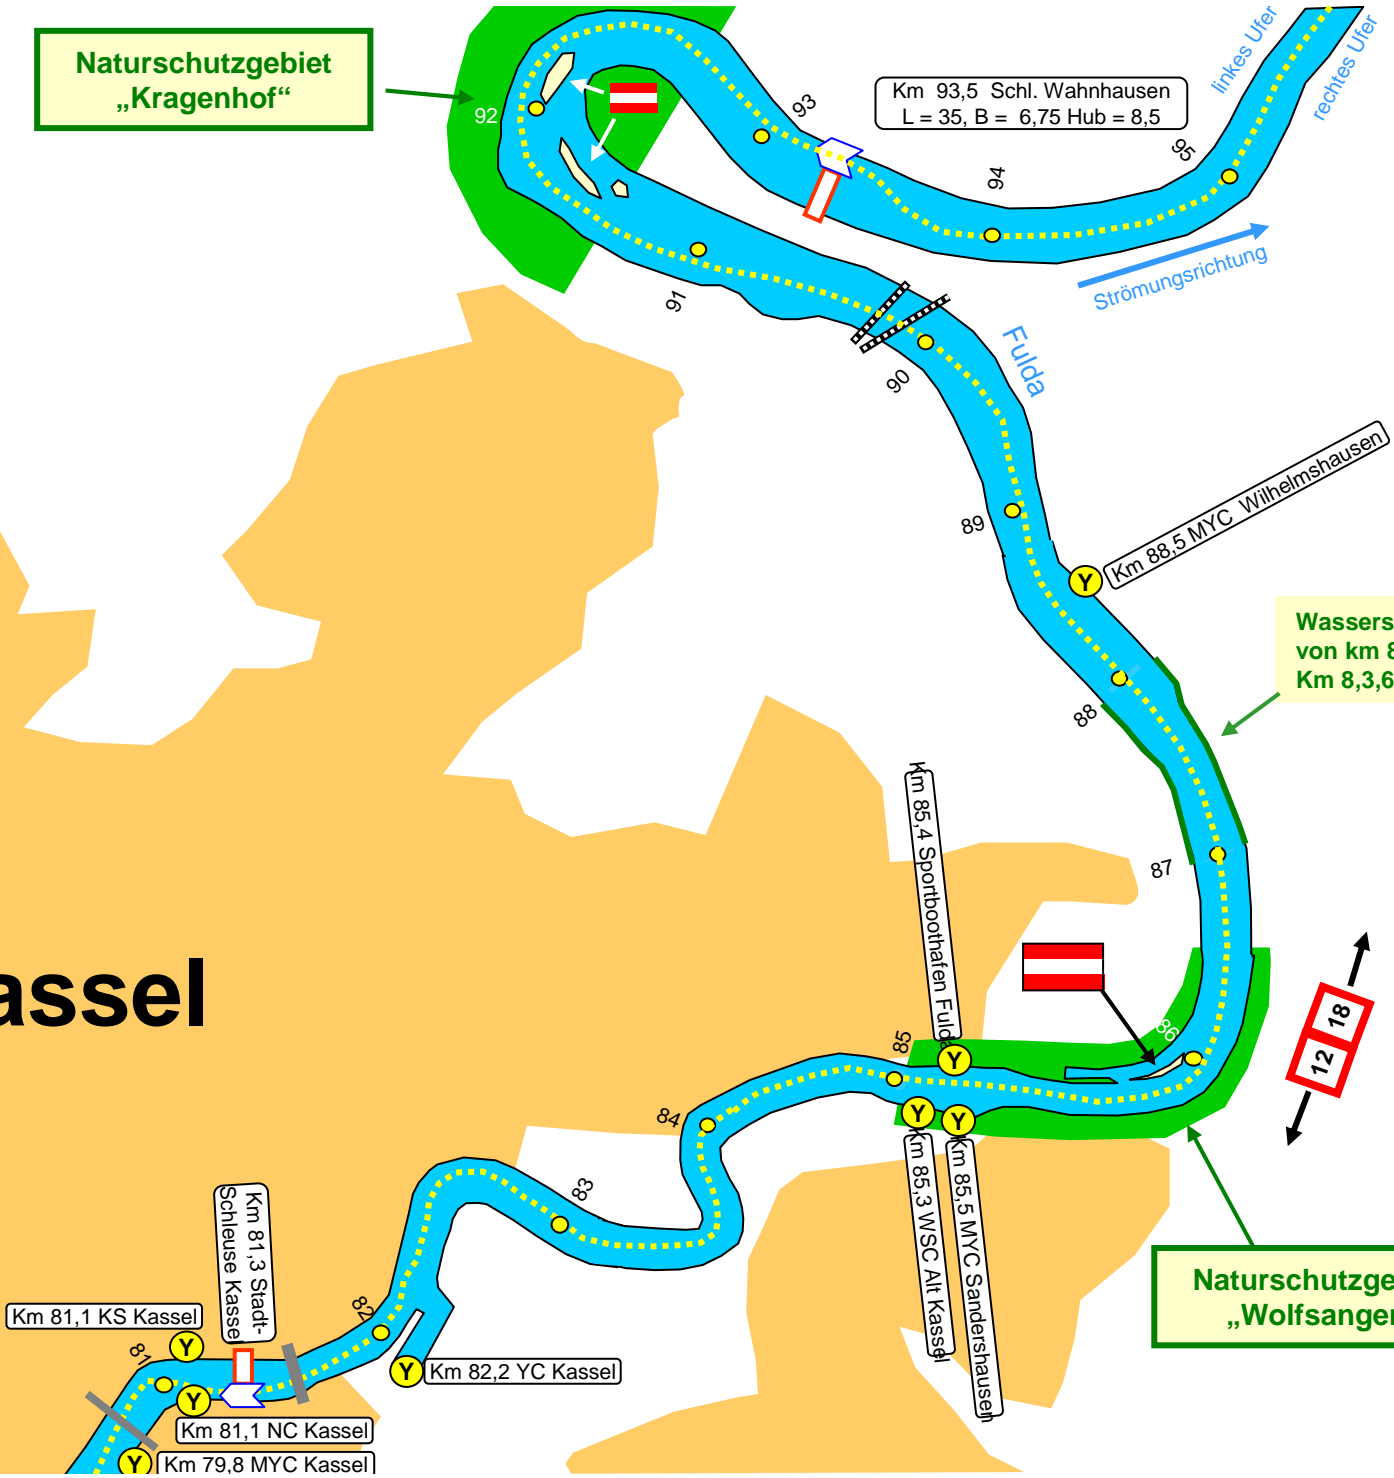 Naturschutzgebiet
„Kragenhof“
92
93
Km 93,5 Schl. Wahnhausen
L = 35, B = 6,75 Hub = 8,5
linkes Ufer
rechtes Ufer
95
94
Strömungsrichtung
91
Fulda
90
89
Km 88,5 MYC Wilhelmshausen
Y
Wassers
von km 8
Km 8,3,6
88
87
Km 85,4 Sportboothafen Fulda
assel
18
12
86
85
Y
84
Y
Y
Km 85,3 WSC Alt Kassel
Km 85,5 MYC Sandershausen
83
Km 81,3 Stadt-
Schleuse Kassel
Naturschutzge
„Wolfsanger
82
Km 81,1 KS Kassel
81
Y
Y
Km 82,2 YC Kassel
Y
Km 81,1 NC Kassel
Y
Km 79,8 MYC Kassel